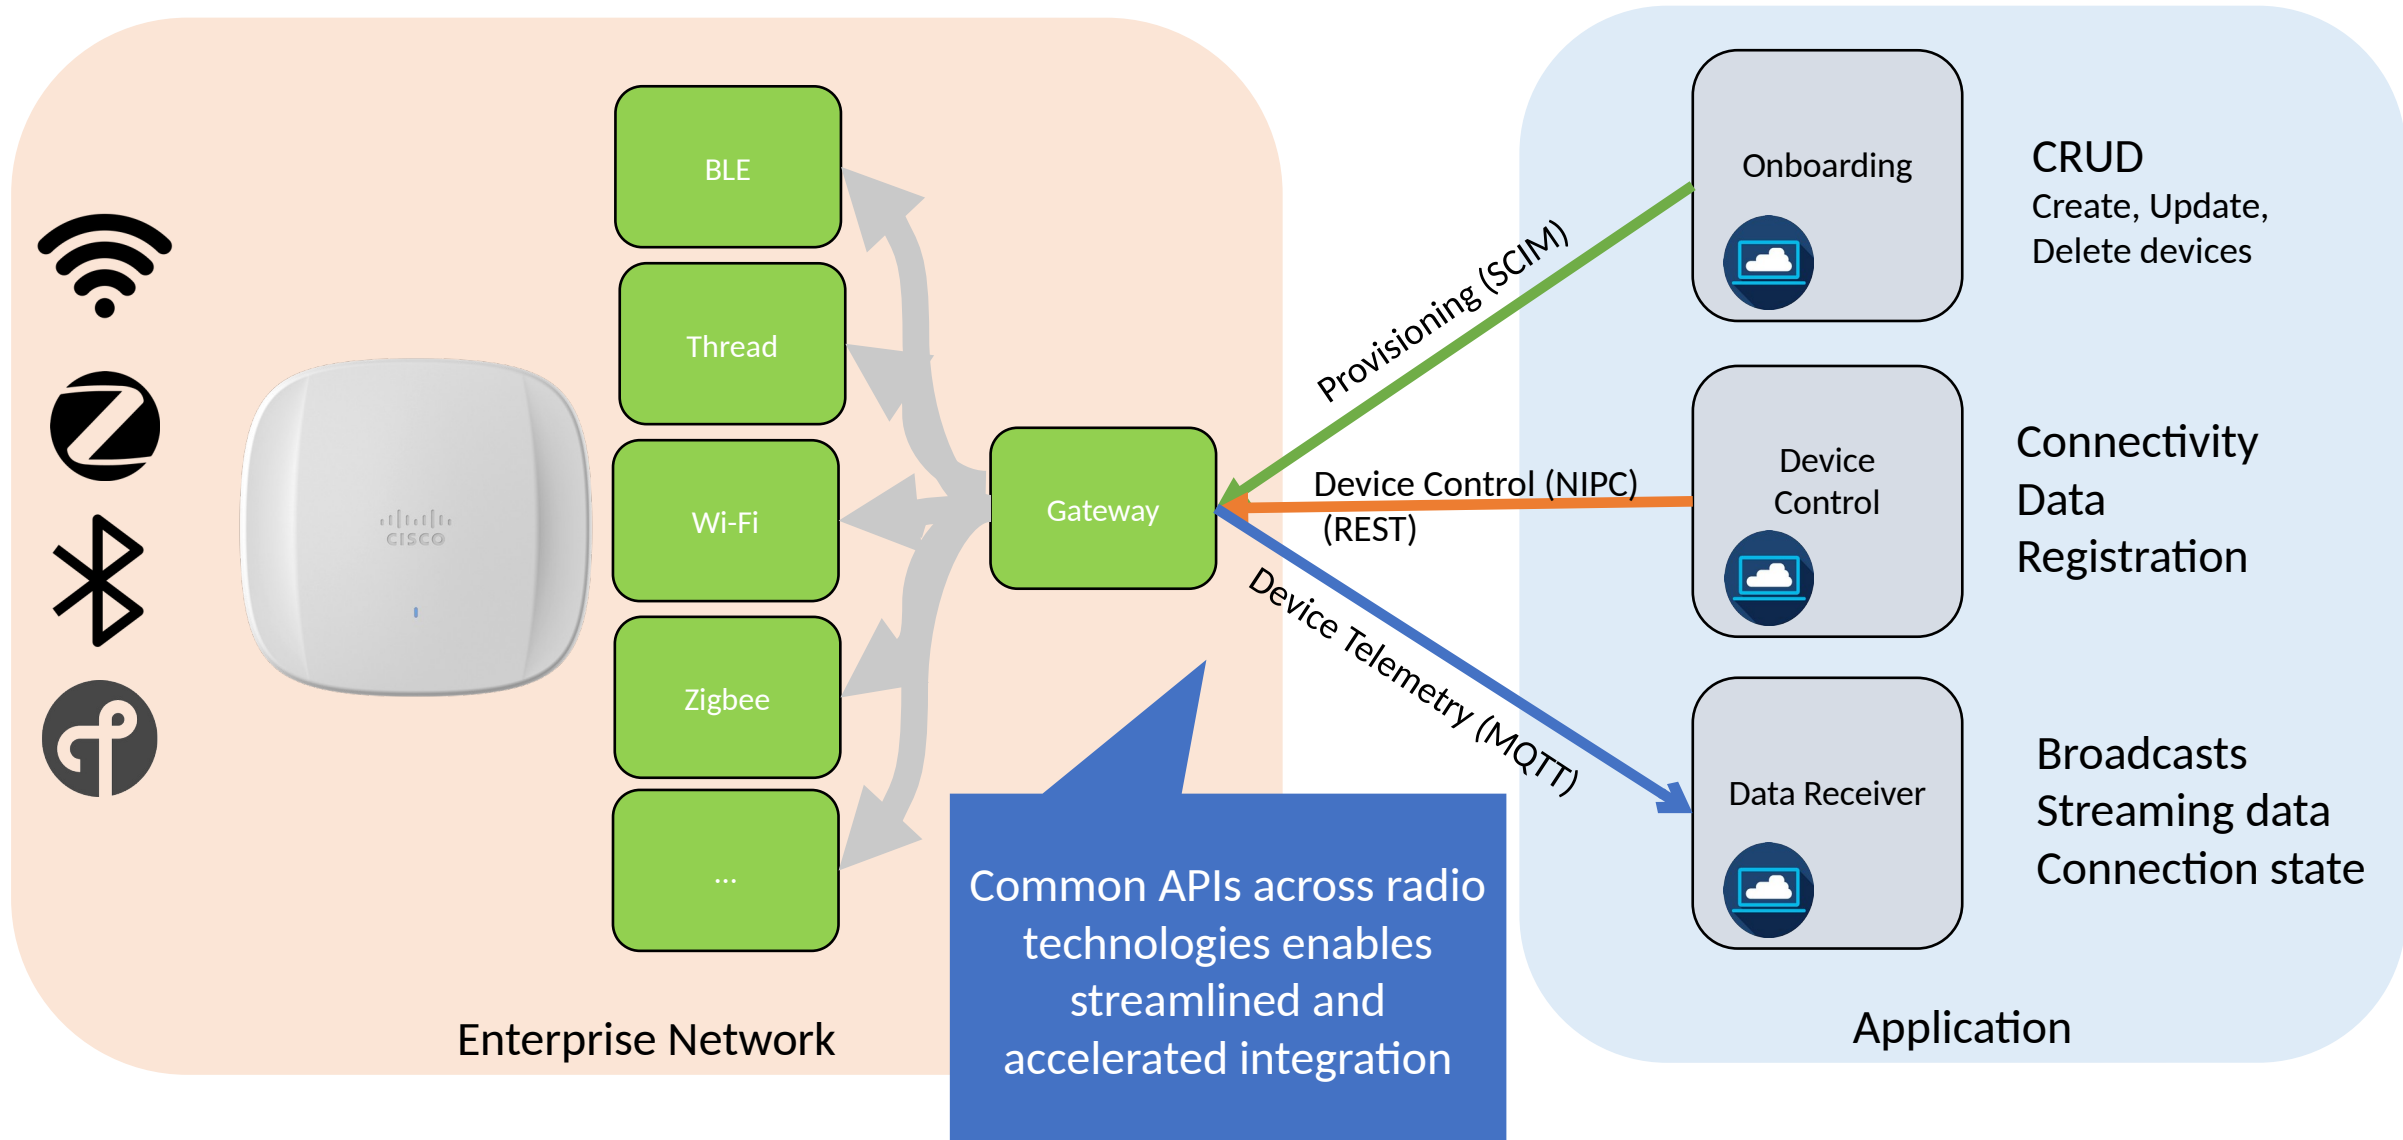 BLE
Thread
Wi-Fi
Zigbee
...
CISCO
Gateway
Enterprise Network
Provisioning (SCIM)
Device Control (NIPC)
(REST)
Device Telemetry (MQTT)
Common APIs across radio
technologies enables
streamlined and
accelerated integration
Onboarding
CRUD
Create, Update,
Delete devices
Device
Control
Connectivity
Data
Registration
Data Receiver
Broadcasts
Streaming data
Connection state
Application